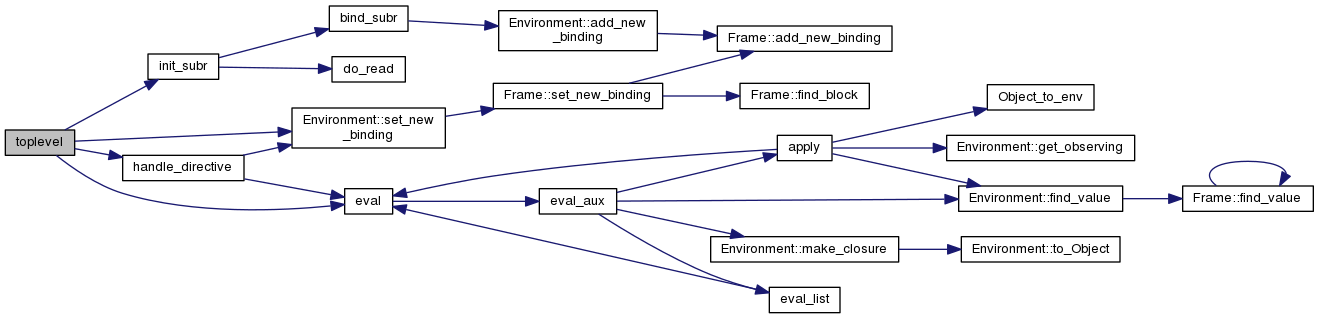 bind_subr
Environment::add_new
_binding
Frame::add_new_binding
init_subr
do_read
Frame::set_new_binding
Frame::find_block
Object_to_env
toplevel
Environment::set_new
_binding
apply
Environment::get_observing
handle_directive
eval
eval_aux
Environment::find_value
Frame::find_value
Environment::make_closure
Environment::to_Object
eval_list